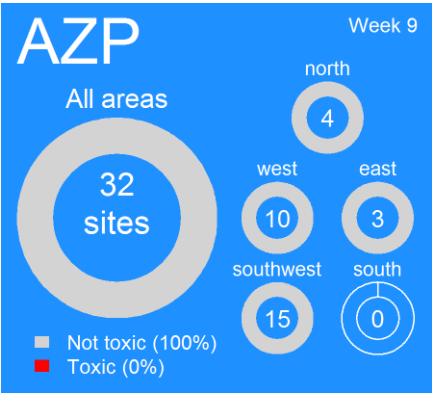 AZP
Week 9
All areas
32
sites
north
4
west
10
east
3
southwest
15
south
0
Not toxic (100%)
Toxic (0%)